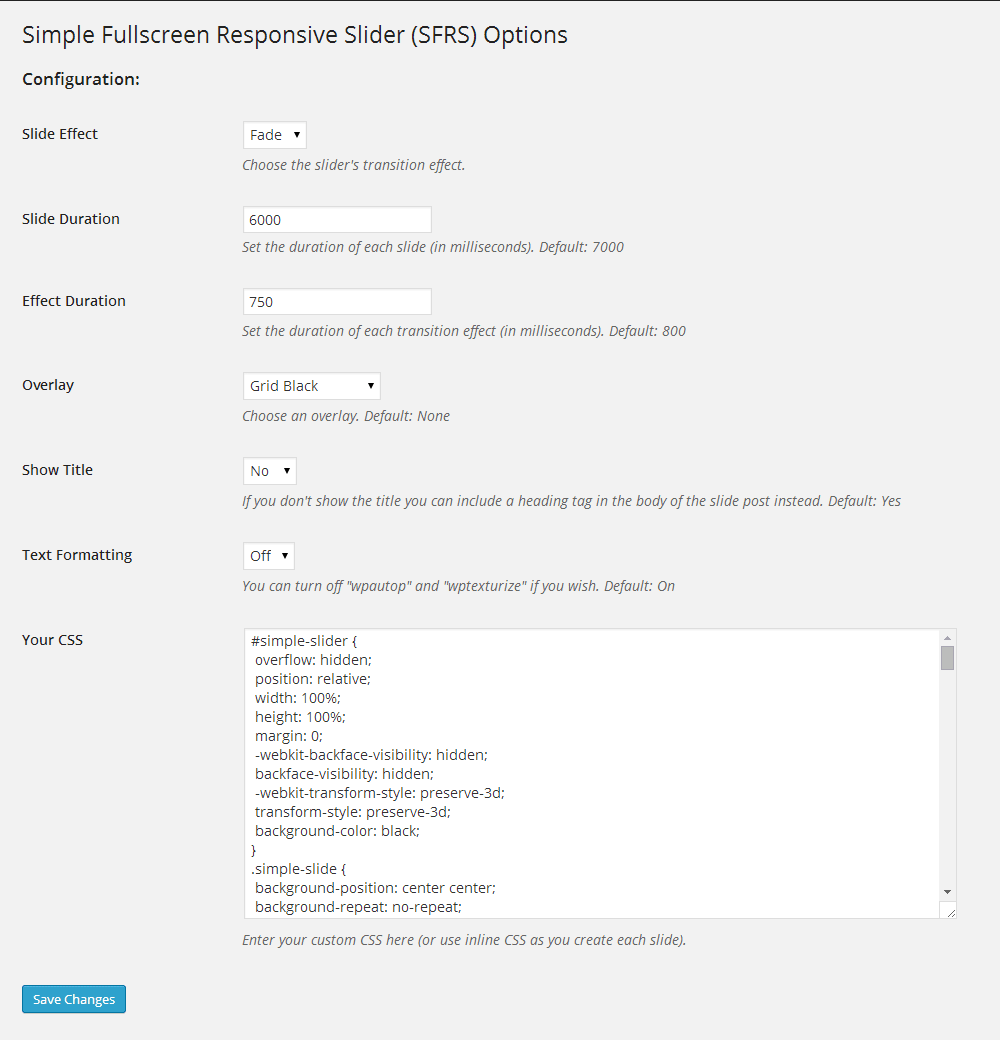 Simple Fullscreen Responsive Slider (SFRS) Options
Configuration:
Slide Effect
Fade
Choose the slider's transition effect.
Slide Duration
6000
Set the duration of each slide (in milliseconds). Default: 7000
Effect Duration
750
Set the duration of each transition effect (in milliseconds). Default: 800
Overlay
Grid Black
Choose an overlay. Default: None
Show Title
No
If you don't show the title you can include a heading tag in the body of the slide post instead. Default: Yes
Text Formatting
Off
You can turn off "wpautop" and "wptexturize" if you wish. Default: On
Your CSS
#simple-slider {
overflow: hidden;
position: relative;
width: 100%;
height: 100%;
margin: 0;
-webkit-backface-visibility: hidden;
backface-visibility: hidden;
-webkit-transform-style: preserve-3d;
transform-style: preserve-3d;
background-color: black;
}
.simple-slide {
background-position: center center;
background-repeat: no-repeat;
Enter your custom CSS here (or use inline CSS as you create each slide).
Save Changes